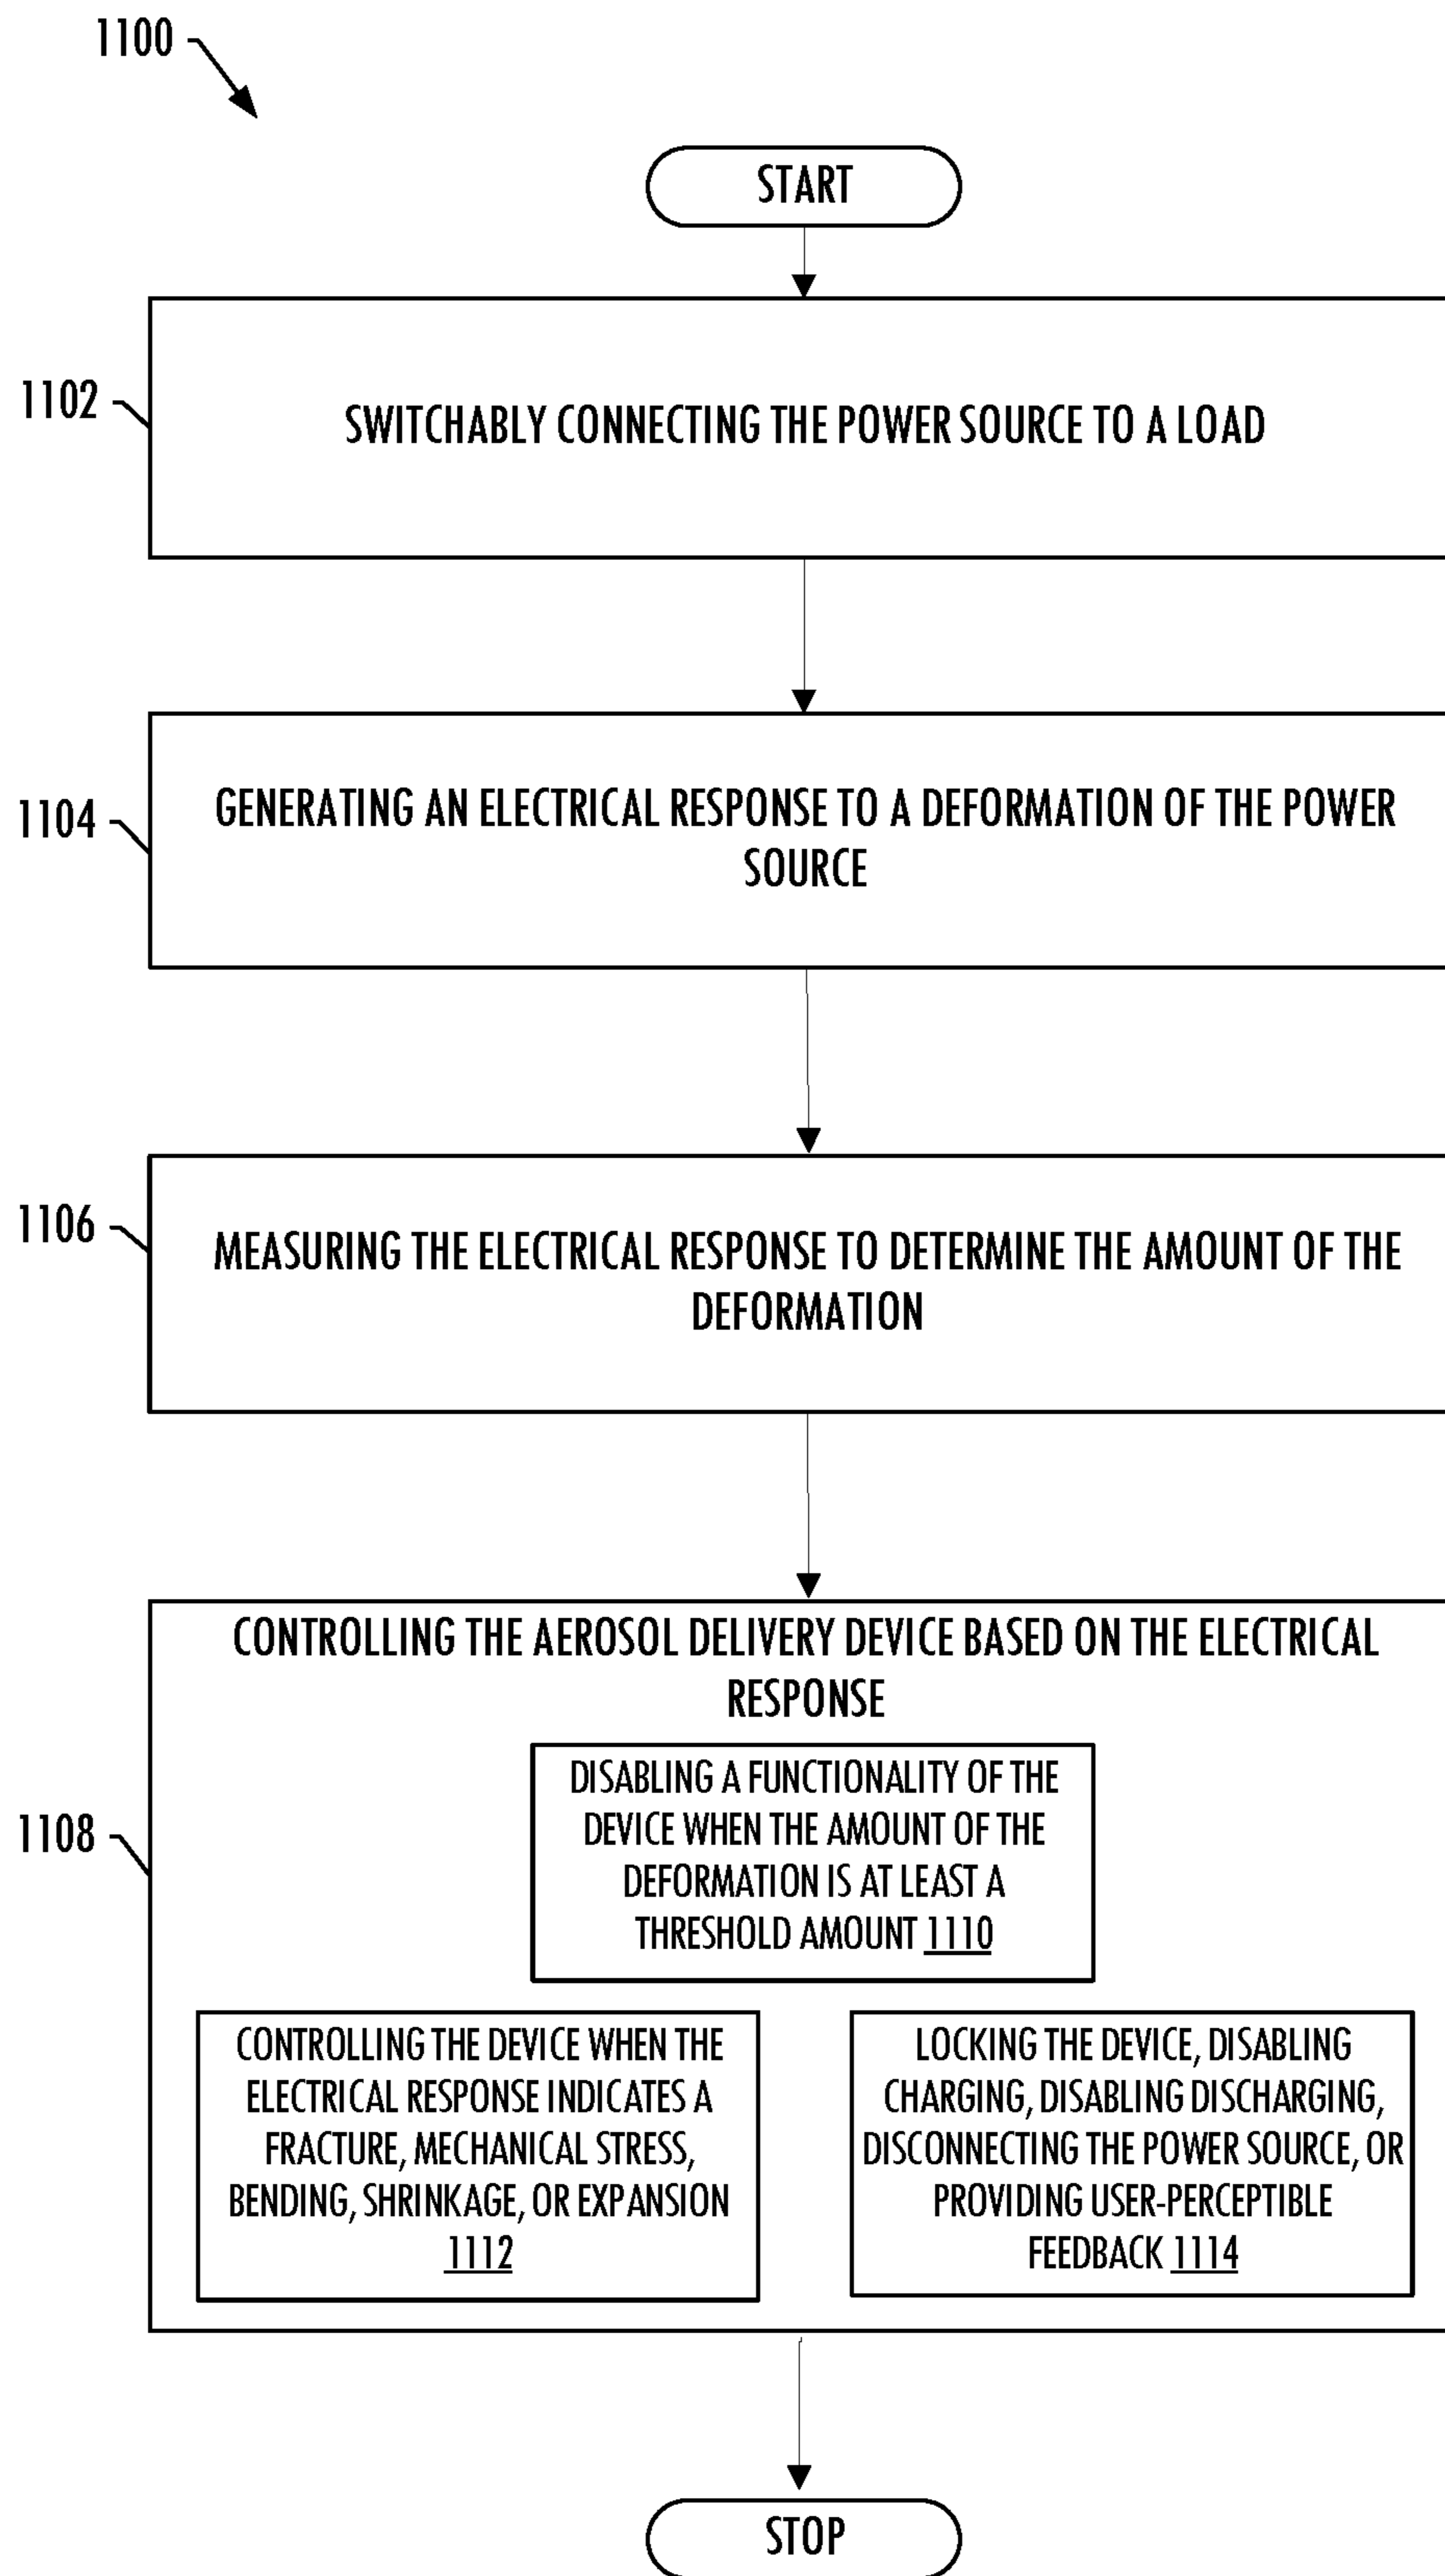 1100
START
1102
SWITCHABLY CONNECTING THE POWER SOURCE TO A LOAD
1104
GENERATING AN ELECTRICAL RESPONSE TO A DEFORMATION OF THE POWER
SOURCE
1106
MEASURING THE ELECTRICAL RESPONSE TO DETERMINE THE AMOUNT OF THE
DEFORMATION
1108
CONTROLLING THE AEROSOL DELIVERY DEVICE BASED ON THE ELECTRICAL
RESPONSE
DISABLING A FUNCTIONALITY OF THE
DEVICE WHEN THE AMOUNT OF THE
DEFORMATION IS AT LEAST A
THRESHOLD AMOUNT 1110
CONTROLLING THE DEVICE WHEN THE
ELECTRICAL RESPONSE INDICATES A
FRACTURE, MECHANICAL STRESS,
BENDING, SHRINKAGE, OR EXPANSION
1112
LOCKING THE DEVICE, DISABLING
CHARGING, DISABLING DISCHARGING,
DISCONNECTING THE POWER SOURCE, OR
PROVIDING USER-PERCEPTIBLE
FEEDBACK 1114
STOP